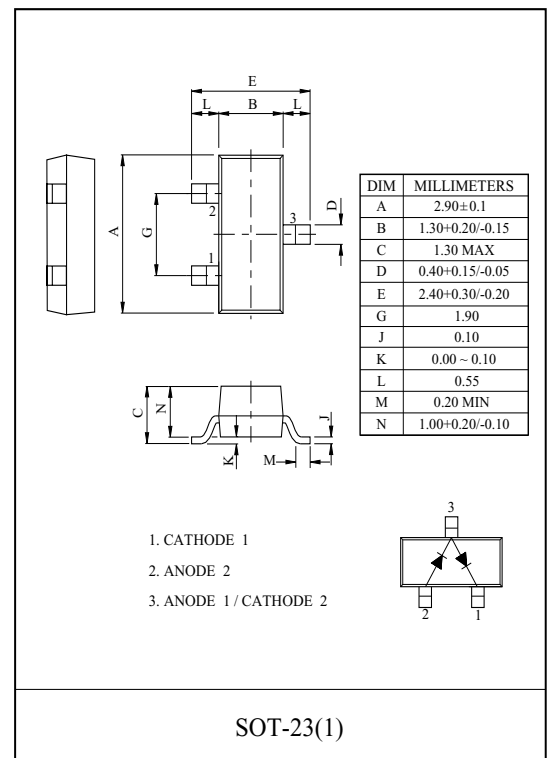 E
L B L
A
G
2
1
3
D
DIM MILLIMETERS
A 2.90±0.1
B 1.30+0.20/-0.15
C 1.30 MAX
D 0.40+0.15/-0.05
E 2.40+0.30/-0.20
G 1.90
J 0.10
K 0.00 ~ 0.10
L 0.55
M 0.20 MIN
N 1.00+0.20/-0.10
C
N
K
M
J
1. CATHODE 1
2. ANODE 2
3. ANODE 1 / CATHODE 2
3
2 1
SOT-23(1)